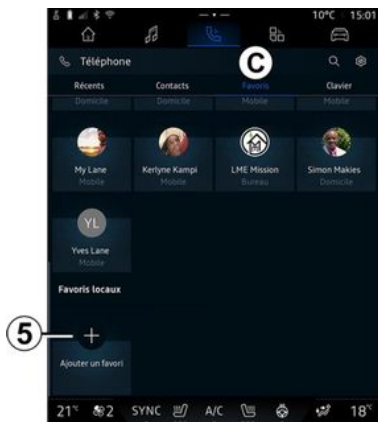 10°C 15:01
Téléphone
C
Récents Contacts Favoris Clavier
Domicile Domicile Mobile Mobile
My Lane Kerlyne Kampi LME Mission Simon Makies
Mobile Mobile Bureau Domicile
YL
Yves Lane
Mobile
Favoris locaux
5
Ajouter un favori
21°C 2 SYNC A/C 18°C